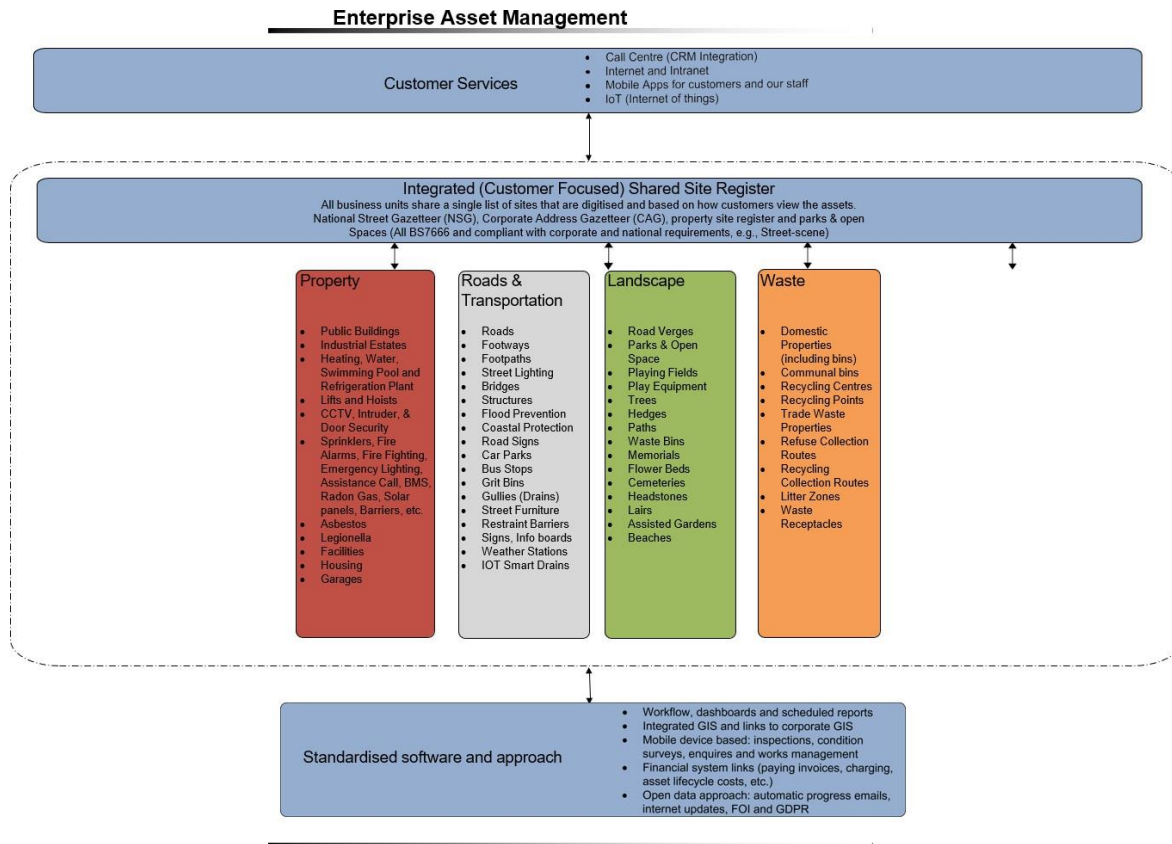 Enterprise Asset Management
Customer Services
• Call Centre (CRM Integration)
• Internet and Intranet
• Mobile Apps for customers and our staff
• IoT (Internet of things)
Integrated (Customer Focused) Shared Site Register
All business units share a single list of sites that are digitised and based on how customers view the assets.
National Street Gazetteer (NSG), Corporate Address Gazetteer (CAG), property site register and parks & open
Spaces (All BS7666 and compliant with corporate and national requirements, e.g., Street-scene)
Property
• Public Buildings
• Industrial Estates
• Heating, Water,
Swimming Pool and
Refrigeration Plant
• Lifts and Hoists
• CCTV, Intruder, &
Door Security
• Sprinklers, Fire
Alarms, Fire Fighting,
Emergency Lighting,
Assistance Call, BMS,
Radon Gas, Solar
panels, Barriers, etc.
• Asbestos
• Legionella
• Facilities
• Housing
• Garages
Roads &
Transportation
• Roads
• Footways
• Footpaths
• Street Lighting
• Bridges
• Structures
• Flood Prevention
• Coastal Protection
• Road Signs
• Car Parks
• Bus Stops
• Grit Bins
• Gullies (Drains)
• Street Furniture
• Restraint Barriers
• Signs, Info boards
• Weather Stations
• IOT Smart Drains
Landscape
• Road Verges
• Parks & Open
Space
• Playing Fields
• Play Equipment
• Trees
• Hedges
• Paths
• Waste Bins
• Memorials
• Flower Beds
• Cemeteries
• Headstones
• Lairs
• Assisted Gardens
• Beaches
Waste
• Domestic
Properties
(including bins)
• Communal bins
• Recycling Centres
• Recycling Points
• Trade Waste
Properties
• Refuse Collection
Routes
• Recycling
Collection Routes
• Litter Zones
• Waste
Receptacles
Standardised software and approach
• Workflow, dashboards and scheduled reports
• Integrated GIS and links to corporate GIS
• Mobile device based: inspections, condition
surveys, enquires and works management
• Financial system links (paying invoices, charging,
asset lifecycle costs, etc.)
• Open data approach: automatic progress emails,
internet updates, FOI and GDPR